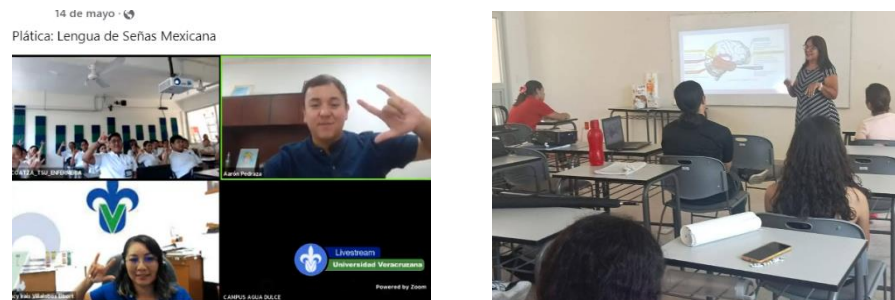 14 de mayo ·
Plática: Lengua de Señas Mexicana
COATZA_TSU_ENFERMERA
Aarón Pedraza
Livestream
Universidad Veracruzana
Powered by Zoom
CAMPUS AGUA DULCE